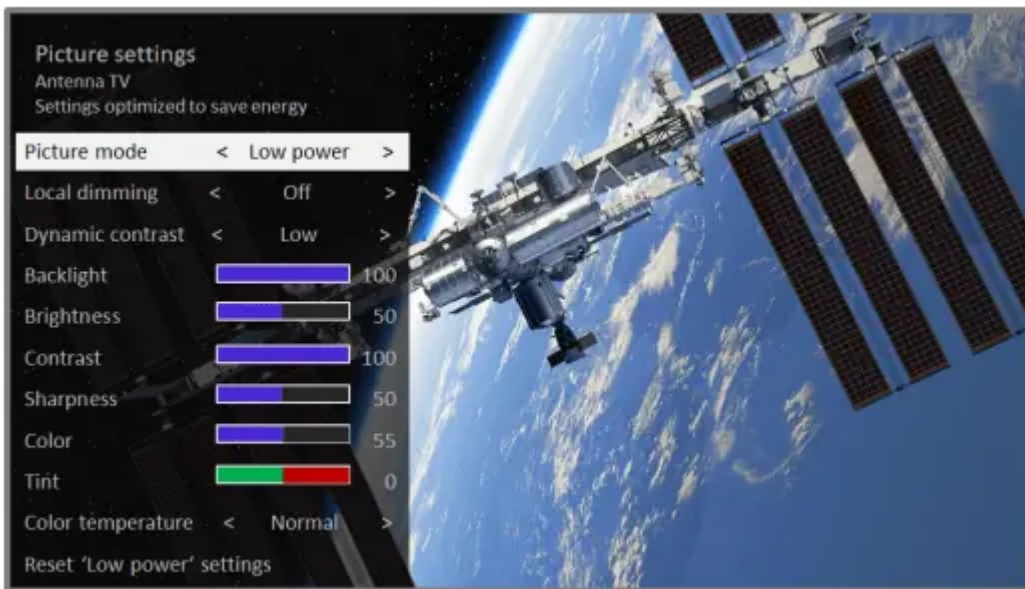 Picture settings
Antenna TV
Settings optimized to save energy
Picture mode < Low power >
Local dimming < Off >
Dynamic contrast < Low >
Backlight 100
Brightness 50
Contrast 100
Sharpness 50
Color 55
Tint 0
Color temperature < Normal >
Reset ‘Low power’ settings